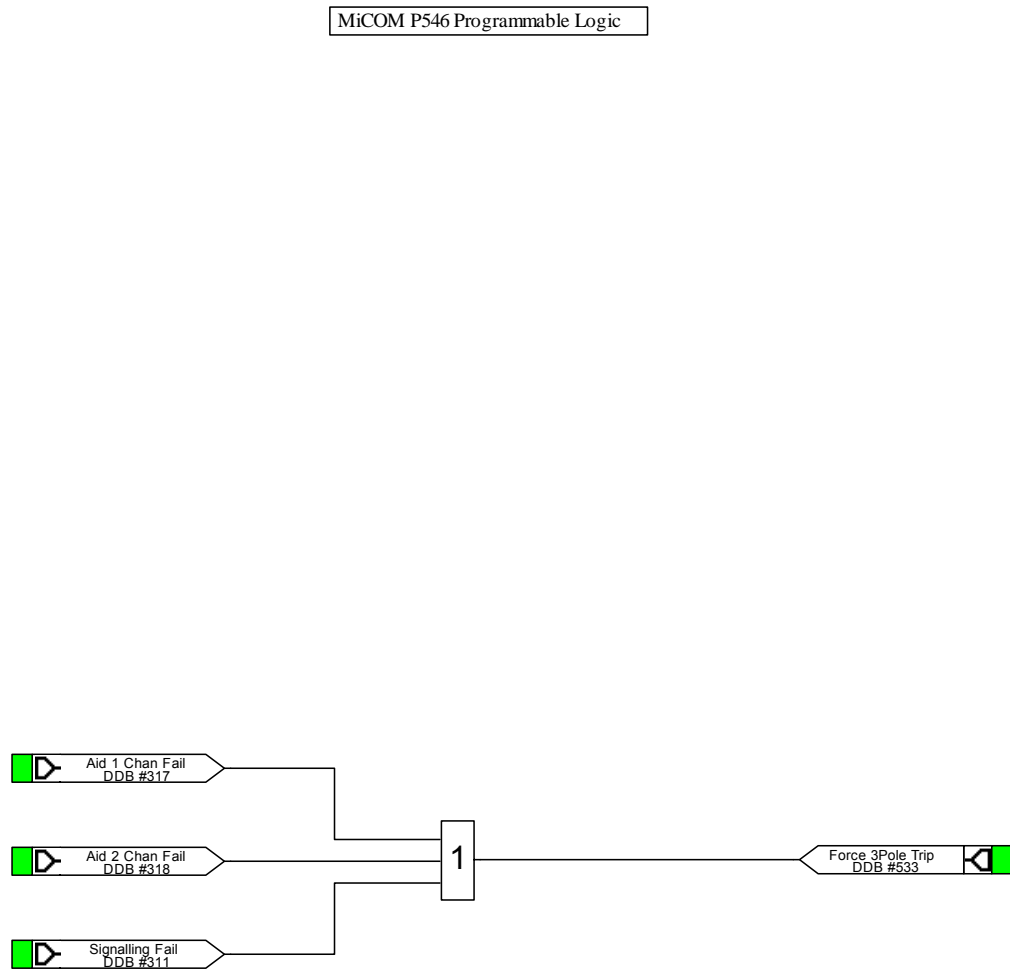 MiCOM P546 Programmable Logic
Aid 1 Chan Fail
DDB #317
Aid 2 Chan Fail
DDB #318
1
Force 3Pole Trip
DDB #533
Signalling Fail
DDB #311